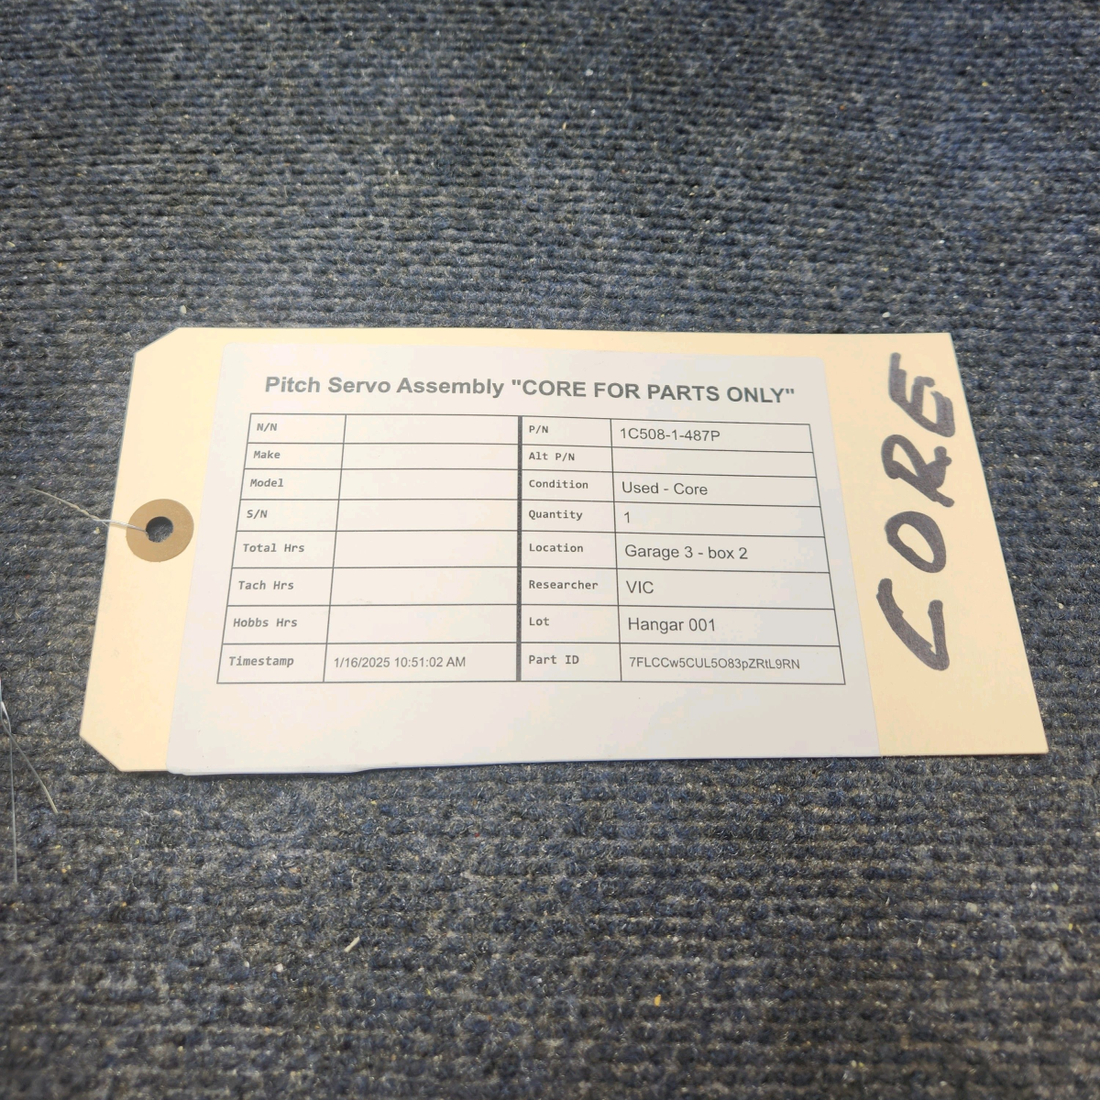 Pitch Servo Assembly "CORE FOR PARTS ONLY"
N/N P/N 1C508-1-487P
Make Alt P/N
Model Condition Used - Core
S/N Quantity 1
Total Hrs Location Garage 3 - box 2
Tach Hrs Researcher VIC
Hobbs Hrs Lot Hangar 001
Timestamp 1/16/2025 10:51:02 AM Part ID 7FLCCw5CUL5O83pZRtL9RN
CORE